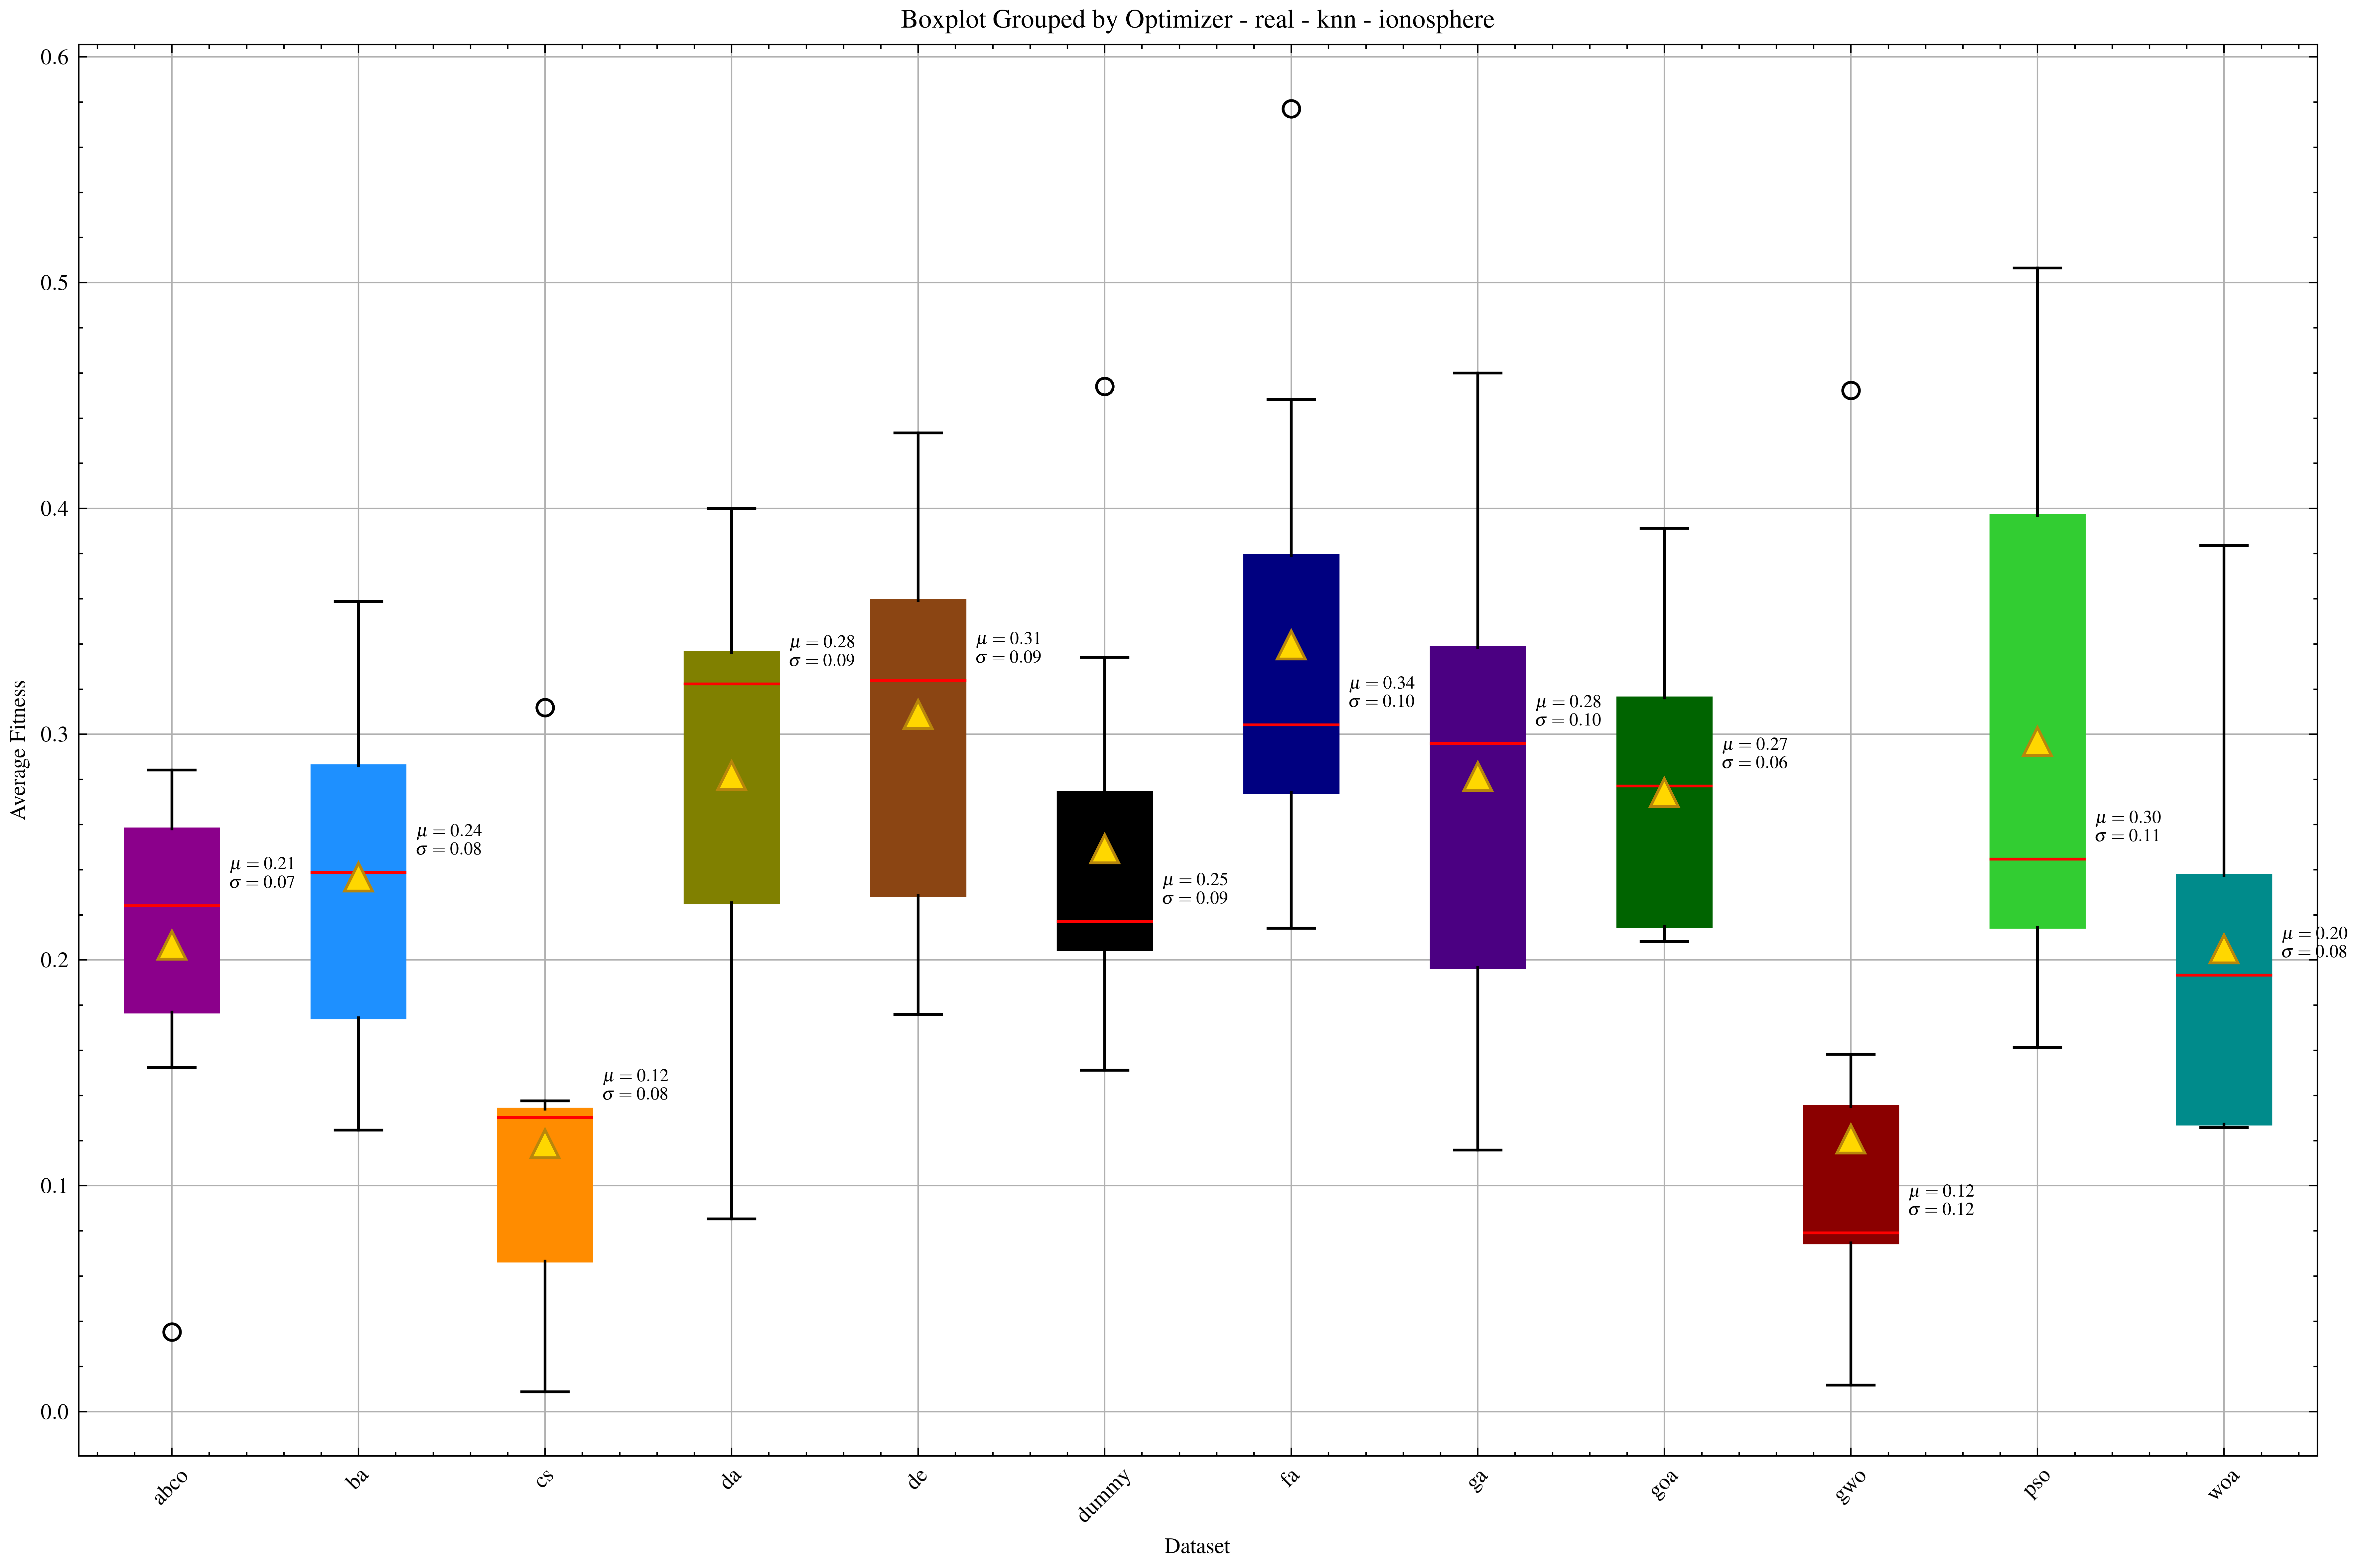 Boxplot Grouped by Optimizer - real - knn - ionosphere
Average Fitness
0.6
0.5
0.4
0.3
0.2
0.1
0.0
μ = 0.21
σ = 0.07
μ = 0.24
σ = 0.08
μ = 0.12
σ = 0.08
μ = 0.28
σ = 0.09
μ = 0.31
σ = 0.09
μ = 0.25
σ = 0.09
μ = 0.34
σ = 0.10
μ = 0.28
σ = 0.10
μ = 0.27
σ = 0.06
μ = 0.12
σ = 0.12
μ = 0.30
σ = 0.11
μ = 0.20
σ = 0.08
abco
ba
cs
da
de
dummy
fa
ga
goa
gwo
pso
woa
Dataset